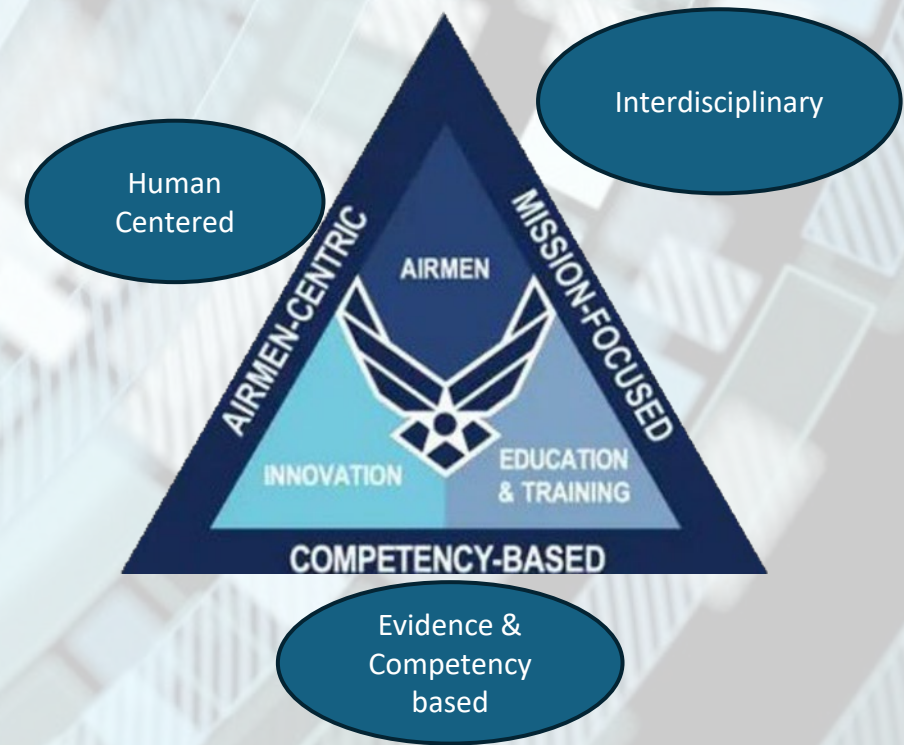 Interdisciplinary
Human
Centered
AIRMEN-CENTRIC
MISSION-FOCUSED
AIRMEN
INNOVATION
EDUCATION
& TRAINING
COMPETENCY-BASED
Evidence &
Competency
based